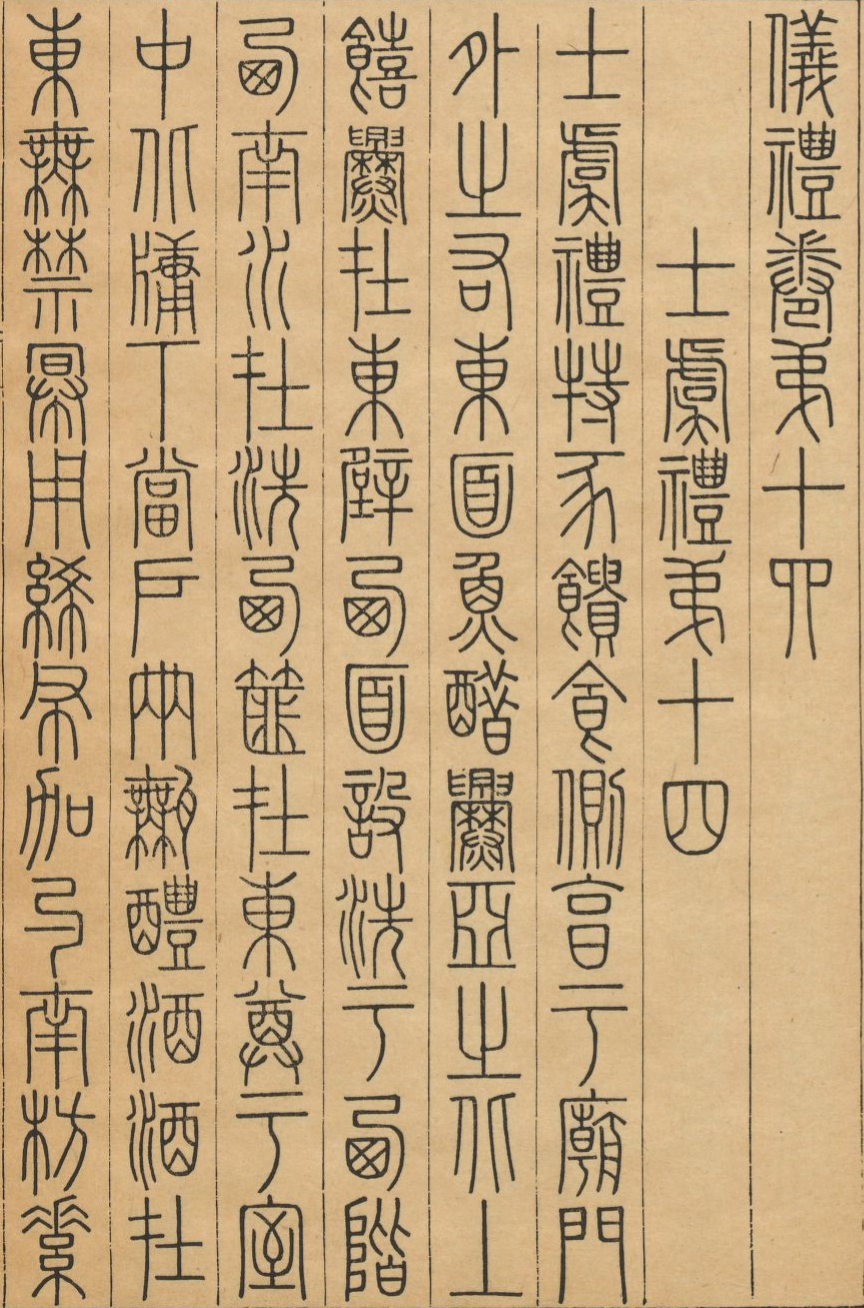 儀禮卷弟十四
士虞禮弟十四
士虞禮特豕饋食側亯于廟門
外之右東面魚腊爨亞之北上
饎爨在東壁西面設洗于西階
西南水在洗西篚在東尊于室
中北墉下當戶兩甒醴酒酒在
東無禁冪用絺布加勺南枋素